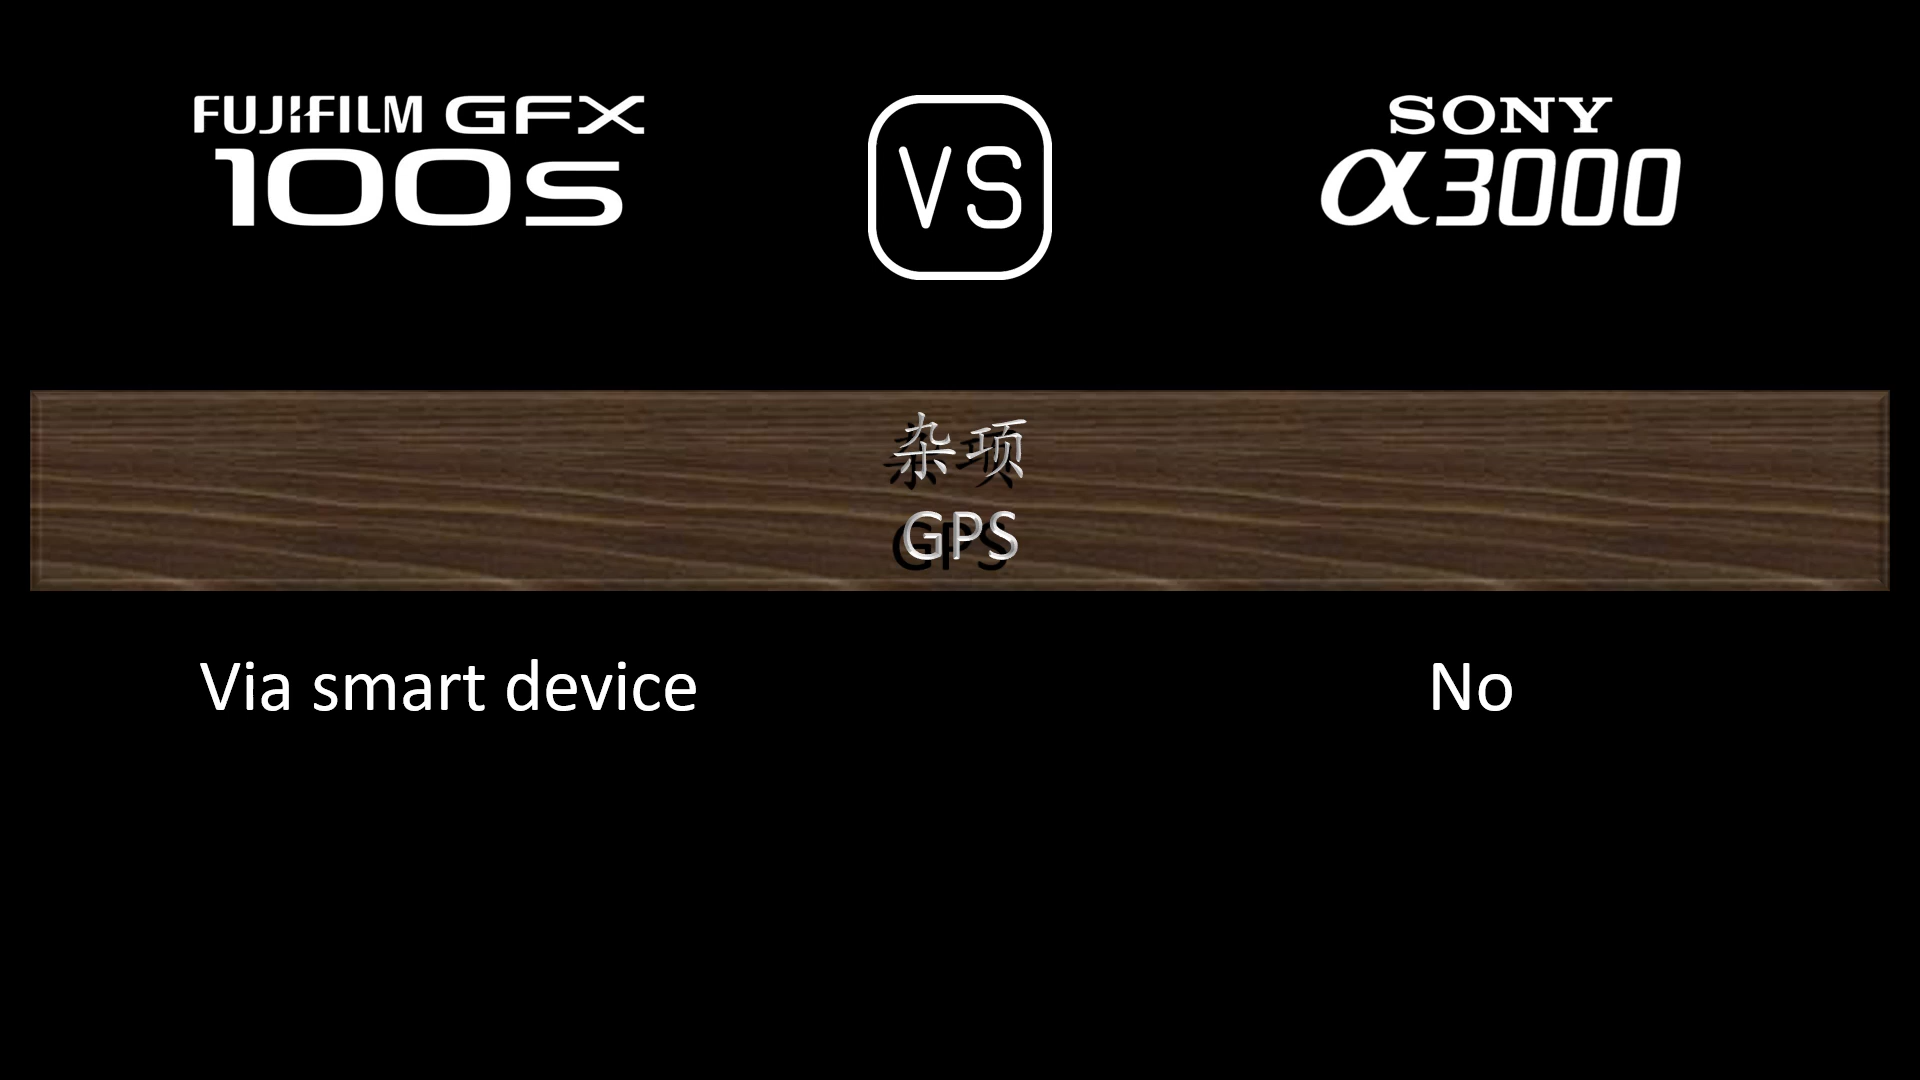 FUJIFILM GFX
100S
VS
SONY
α3000
杂项
GPS
Via smart device
No